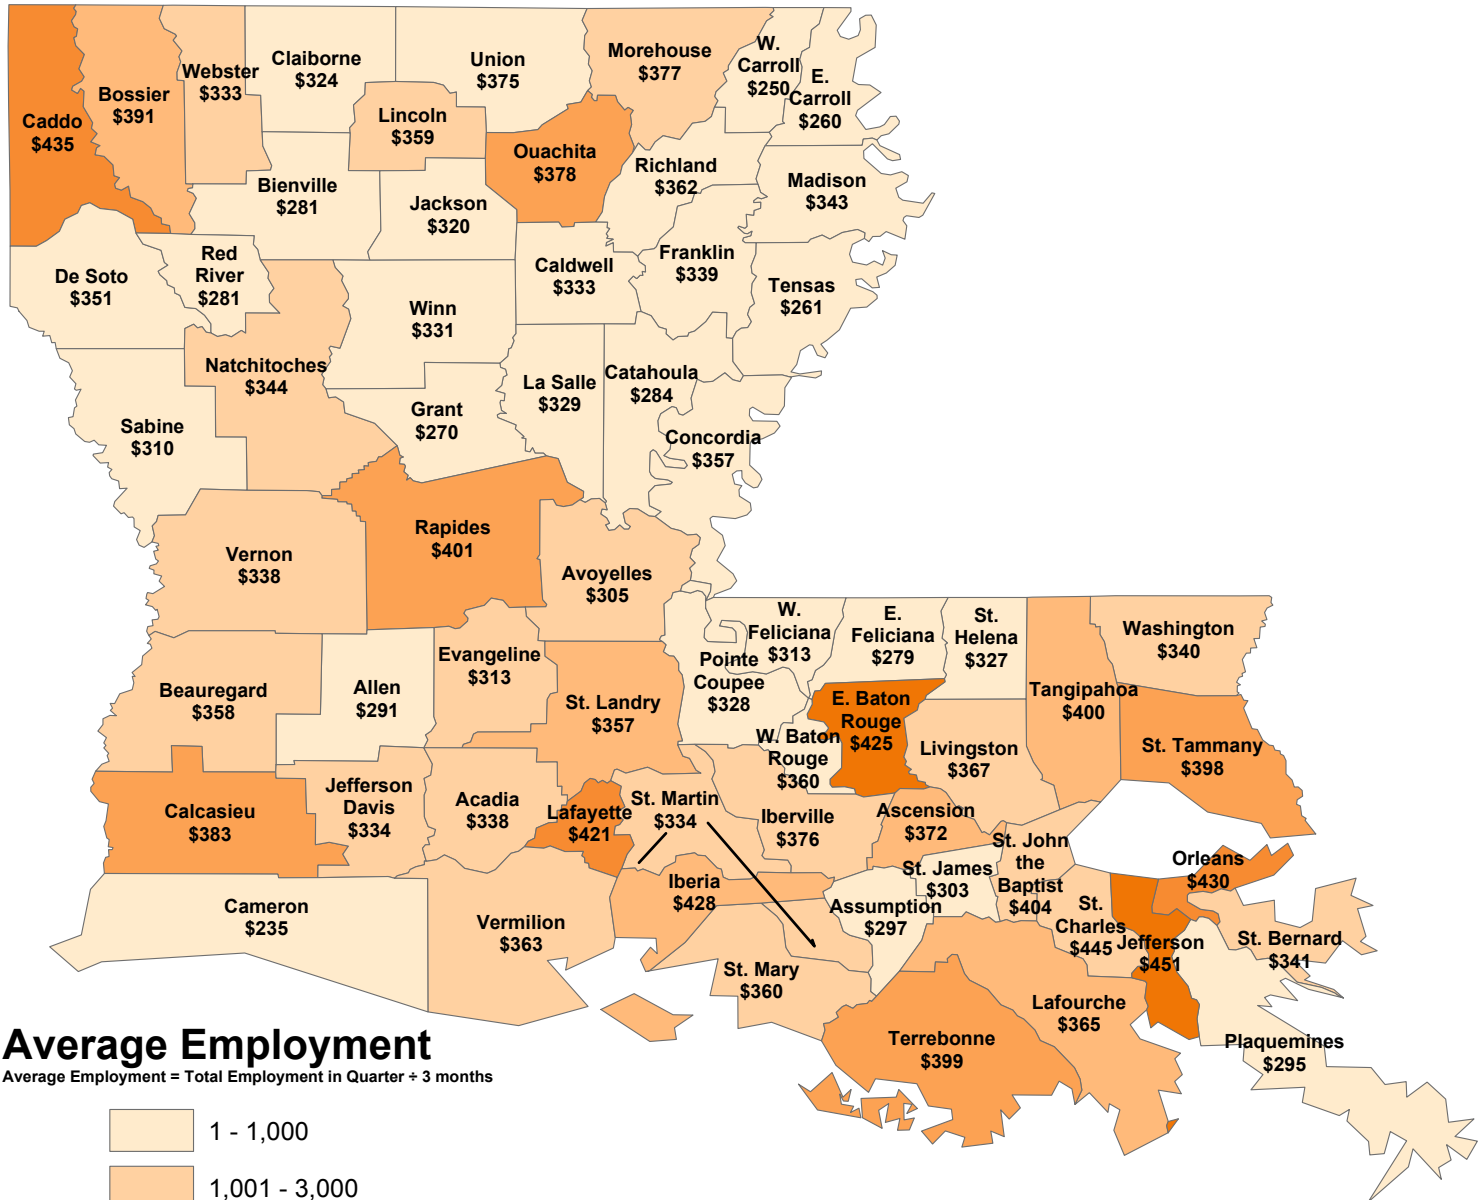 Caddo
$435
Bossier
$391
Webster
$333
Claiborne
$324
Union
$375
Lincoln
$359
Morehouse
$377
W.
Carroll
$250
E.
Carroll
$260
Ouachita
$378
Richland
$362
Madison
$343
Bienville
$281
Jackson
$320
De Soto
$351
Red
River
$281
Caldwell
$333
Franklin
$339
Tensas
$261
Winn
$331
Natchitoches
$344
Sabine
$310
Grant
$270
La Salle
$329
Catahoula
$284
Concordia
$357
Vernon
$338
Rapides
$401
Avoyelles
$305
Beauregard
$358
Allen
$291
Evangeline
$313
St. Landry
$357
Pointe
Coupee
$328
W.
Feliciana
$313
E.
Feliciana
$279
St.
Helena
$327
Tangipahoa
$400
Washington
$340
St. Tammany
$398
E. Baton
Rouge
$425
W. Baton
Rouge
$360
Livingston
$367
Calcasieu
$383
Jefferson
Davis
$334
Acadia
$338
Lafayette
$421
St. Martin
$334
Iberville
$376
Ascension
$372
St. John
the
Baptist
$404
St. James
$303
Orleans
$430
Cameron
$235
Vermilion
$363
Iberia
$428
Assumption
$297
St.
Charles
$445
Jefferson
$451
St. Bernard
$341
St. Mary
$360
Terrebonne
$399
Lafourche
$365
Plaquemines
$295
Average Employment
Average Employment = Total Employment in Quarter ÷ 3 months
1 - 1,000
1,001 - 3,000